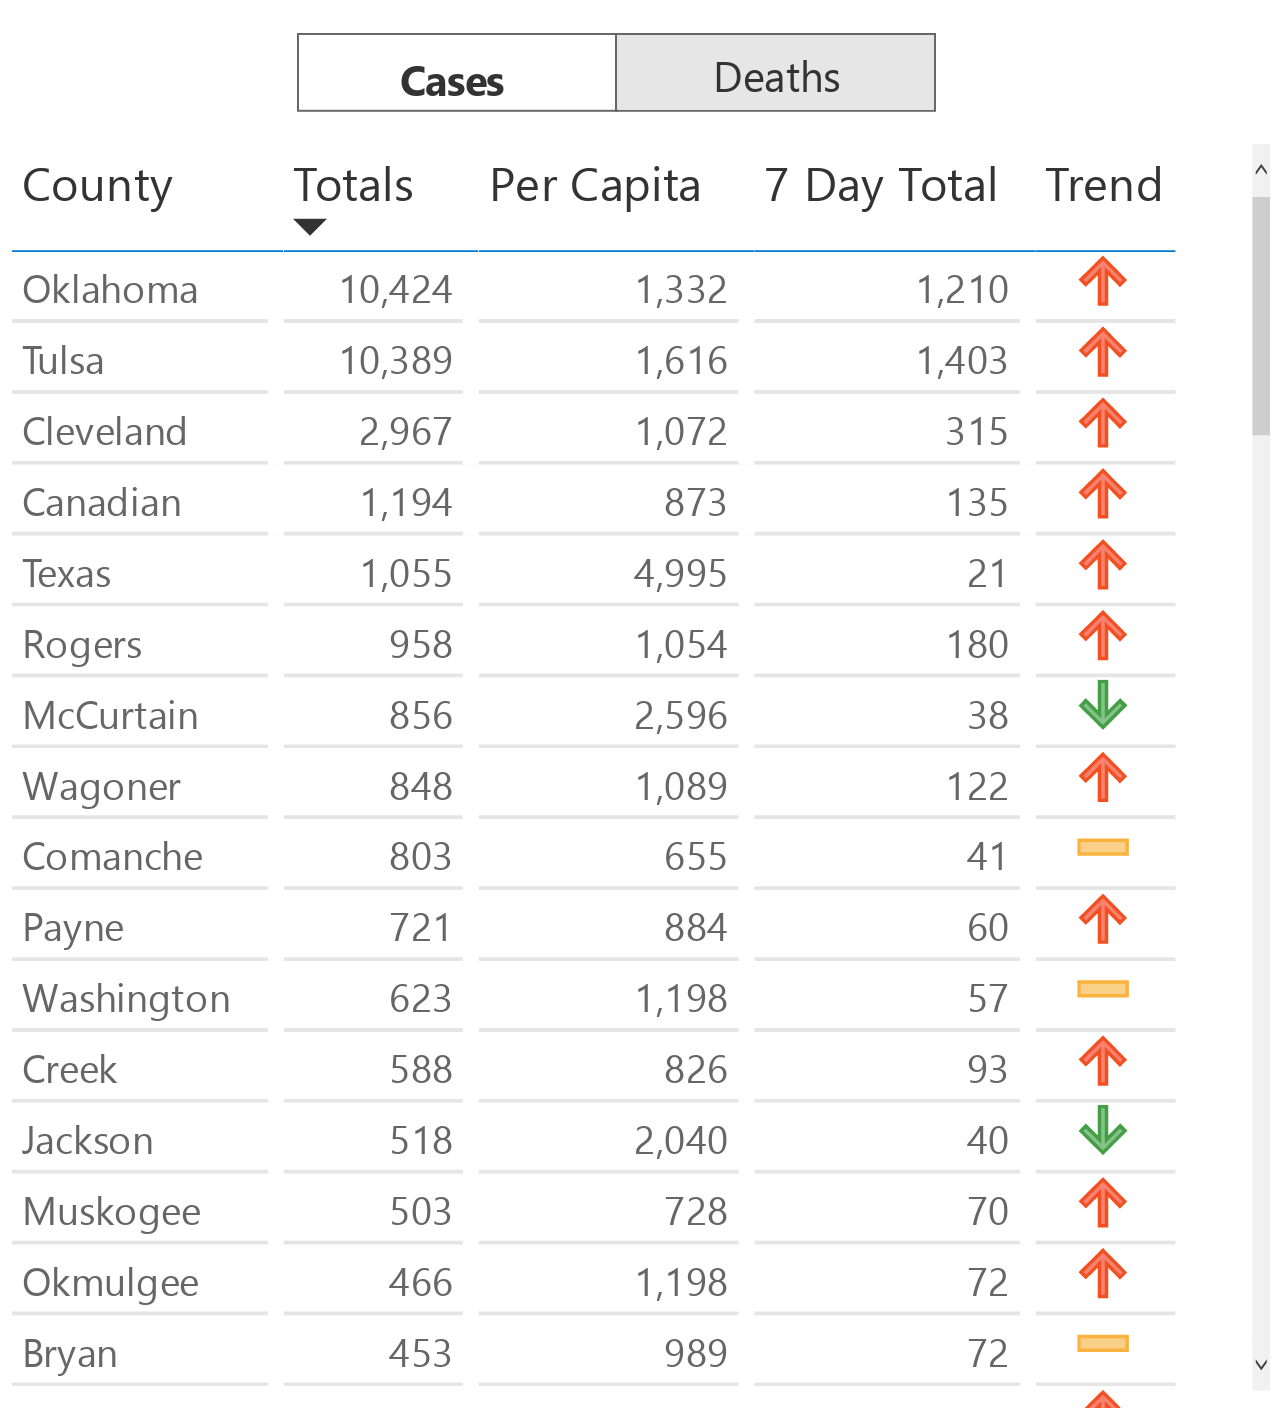 Cases Deaths
County Totals Per Capita 7 Day Total Trend
Oklahoma 10,424 1,332 1,210
Tulsa 10,389 1,616 1,403
Cleveland 2,967 1,072 315
Canadian 1,194 873 135
Texas 1,055 4,995 21
Rogers 958 1,054 180
McCurtain 856 2,596 38
Wagoner 848 1,089 122
Comanche 803 655 41
Payne 721 884 60
Washington 623 1,198 57
Creek 588 826 93
Jackson 518 2,040 40
Muskogee 503 728 70
Okmulgee 466 1,198 72
Bryan 453 989 72